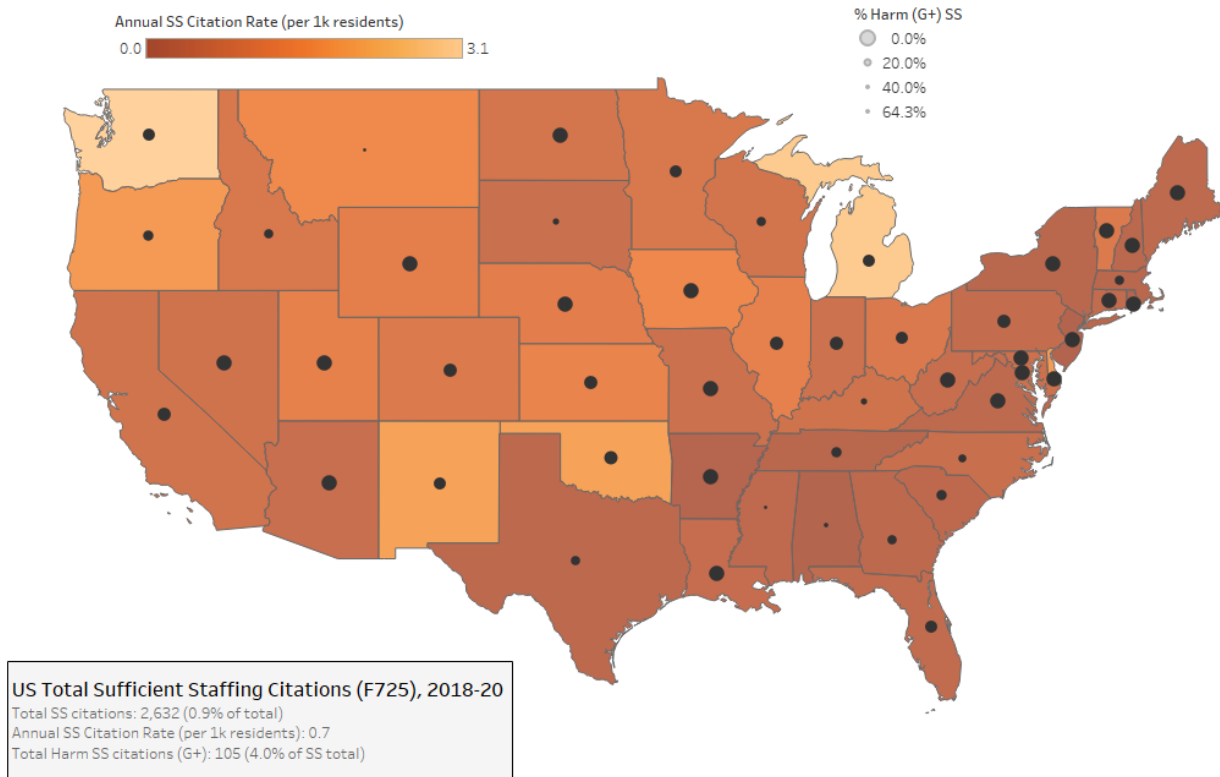 Annual SS Citation Rate (per 1k residents)
0.0
3.1
% Harm (G+) SS
0.0%
20.0%
40.0%
64.3%
US Total Sufficient Staffing Citations (F725), 2018-20
Total SS citations: 2,632 (0.9% of total)
Annual SS Citation Rate (per 1k residents): 0.7
Total Harm SS citations (G+): 105 (4.0% of SS total)